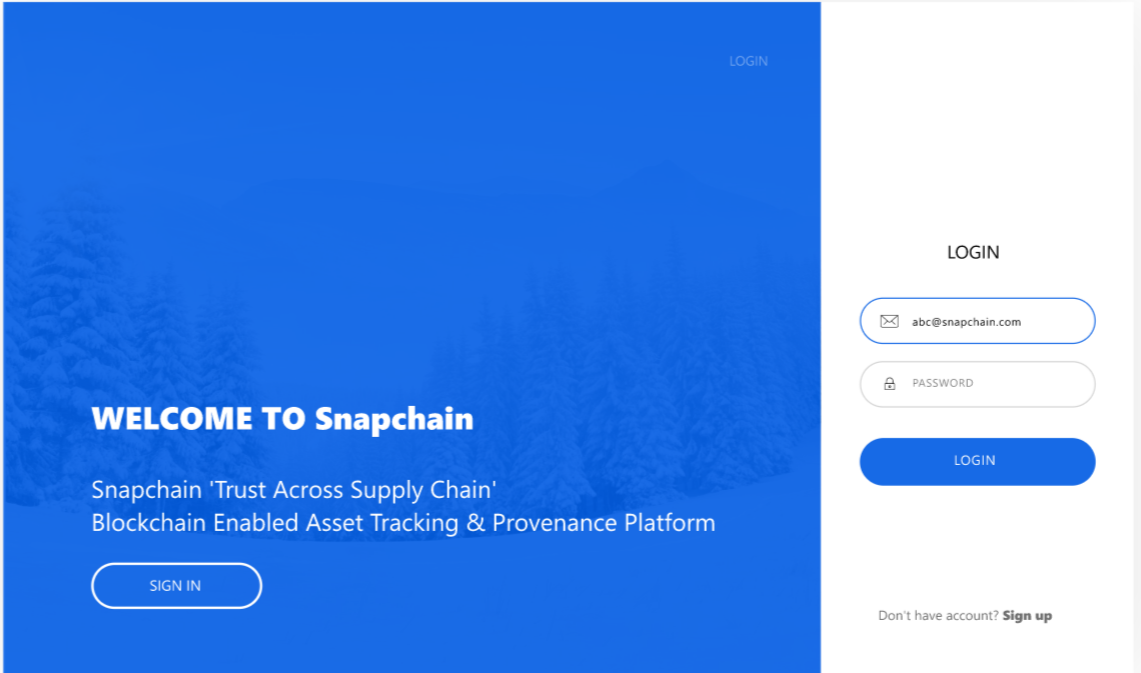 LOGIN
WELCOME TO Snapchain
Snapchain 'Trust Across Supply Chain'
Blockchain Enabled Asset Tracking & Provenance Platform
SIGN IN
LOGIN
abc@snapchain.com
PASSWORD
LOGIN
Don't have account? Sign up